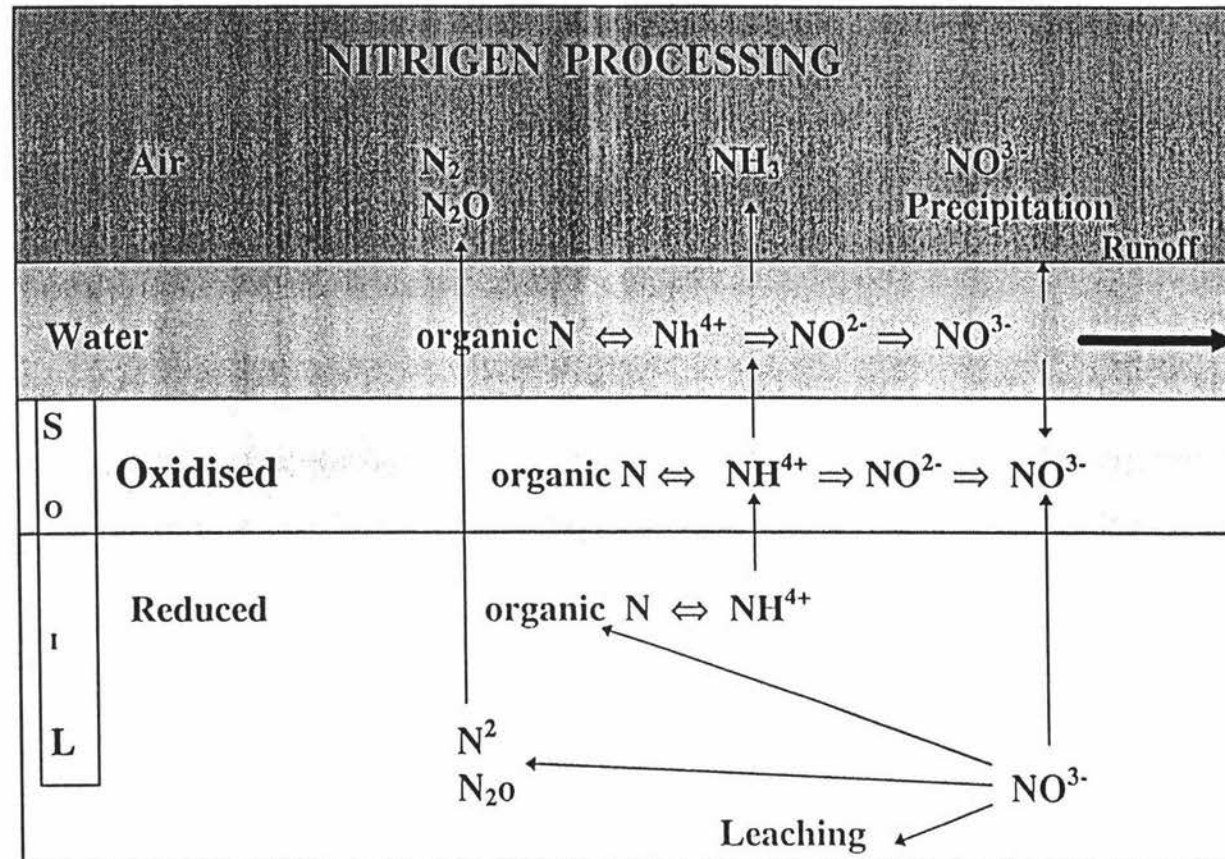 NITRIGEN PROCESSING
Air N₂ NH₃ NO³⁻
N₂O Precipitation
Runoff
Water organic N ⇔ Nh⁴⁺ ⇒ NO²⁻ ⇒ NO³⁻
S
Oxidised organic N ⇔ NH⁴⁺ ⇒ NO²⁻ ⇒ NO³⁻
O
Reduced organic N ⇔ NH⁴⁺
I
L N²
N₂o NO³⁻
Leaching